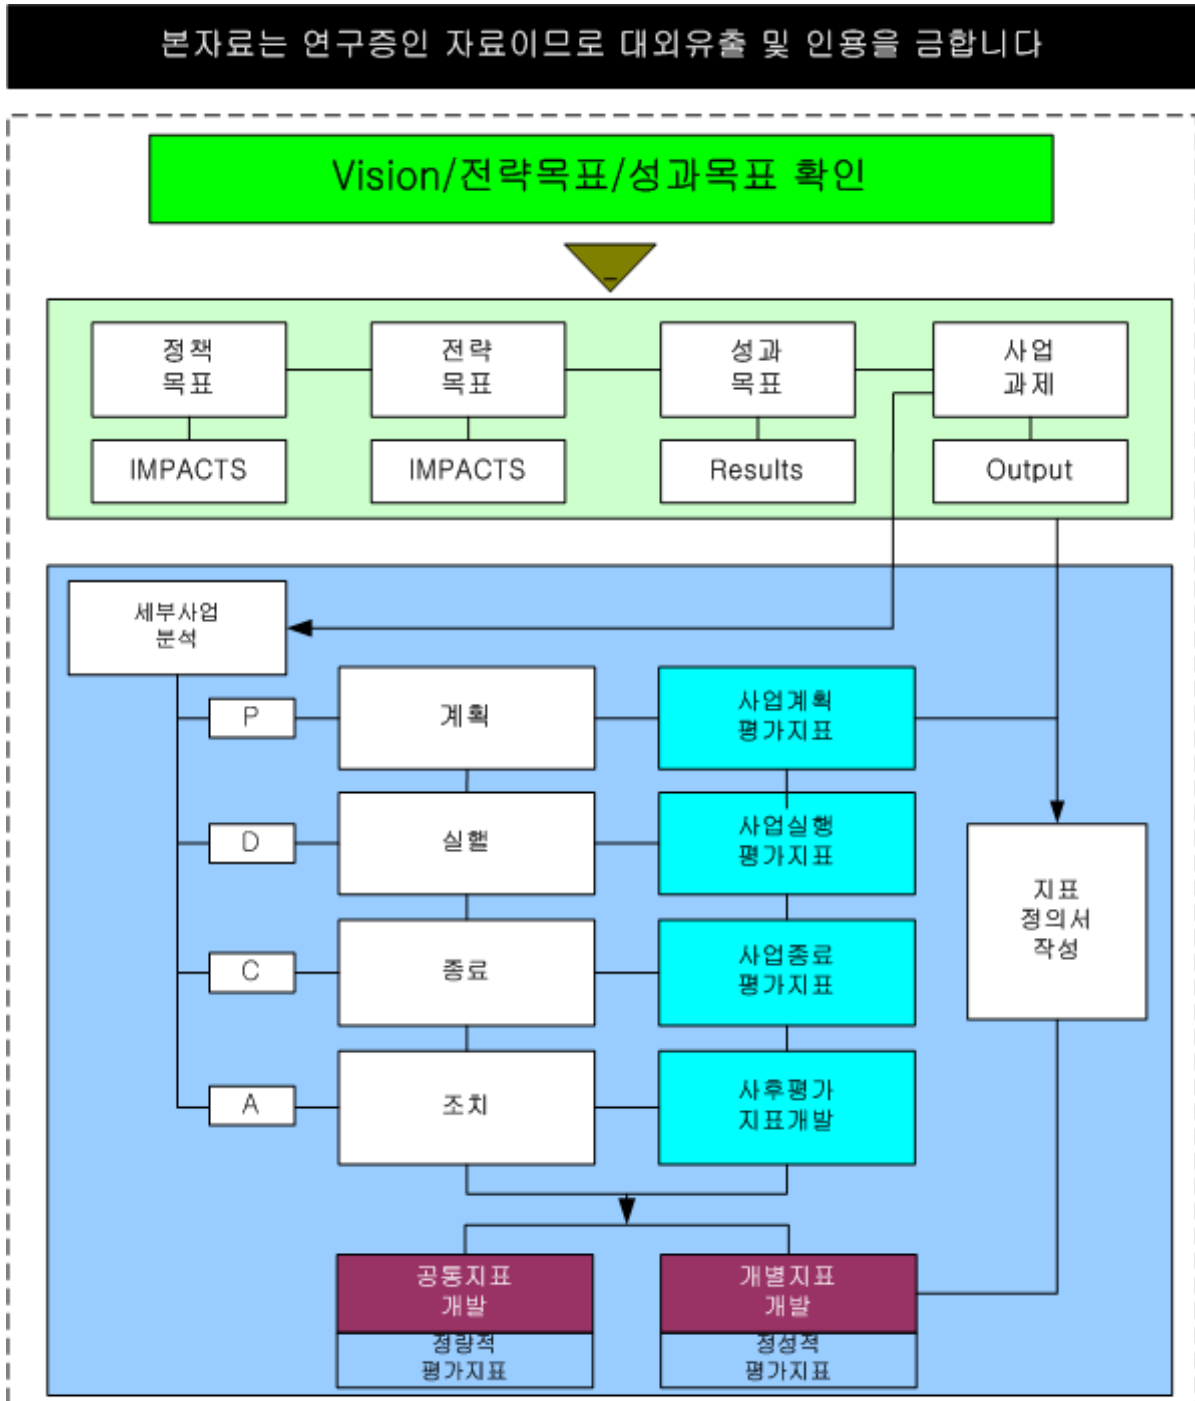 본자료는 연구증인 자료이므로 대외유출 및 인용을 금합니다
Vision/전략목표/성과목표 확인
정책
목표
전략
목표
성과
목표
사업
과제
IMPACTS
IMPACTS
Results
Output
세부사업
분석
P
계획
사업계획
평가지표
D
실핼
사업실행
평가지표
지표
정의서
작성
C
종료
사업종료
평가지표
A
조치
사후평가
지표개발
공통지표
개발
개별지표
개발
정량적
평가지표
정성적
평가지표